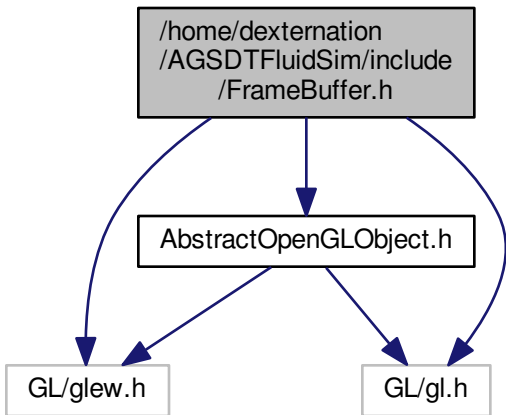 /home/dexternation
/AGSDTFluidSim/include
/FrameBuffer.h
AbstractOpenGLObject.h
GL/glew.h
GL/gl.h